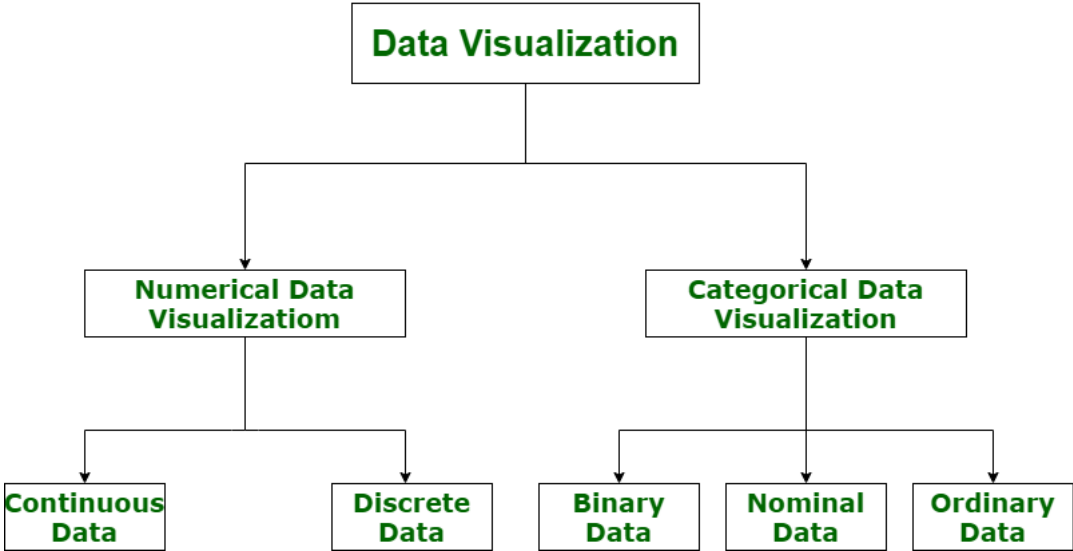 Data Visualization
Numerical Data
Visualizatiom
Categorical Data
Visualization
Continuous
Data
Discrete
Data
Binary
Data
Nominal
Data
Ordinary
Data